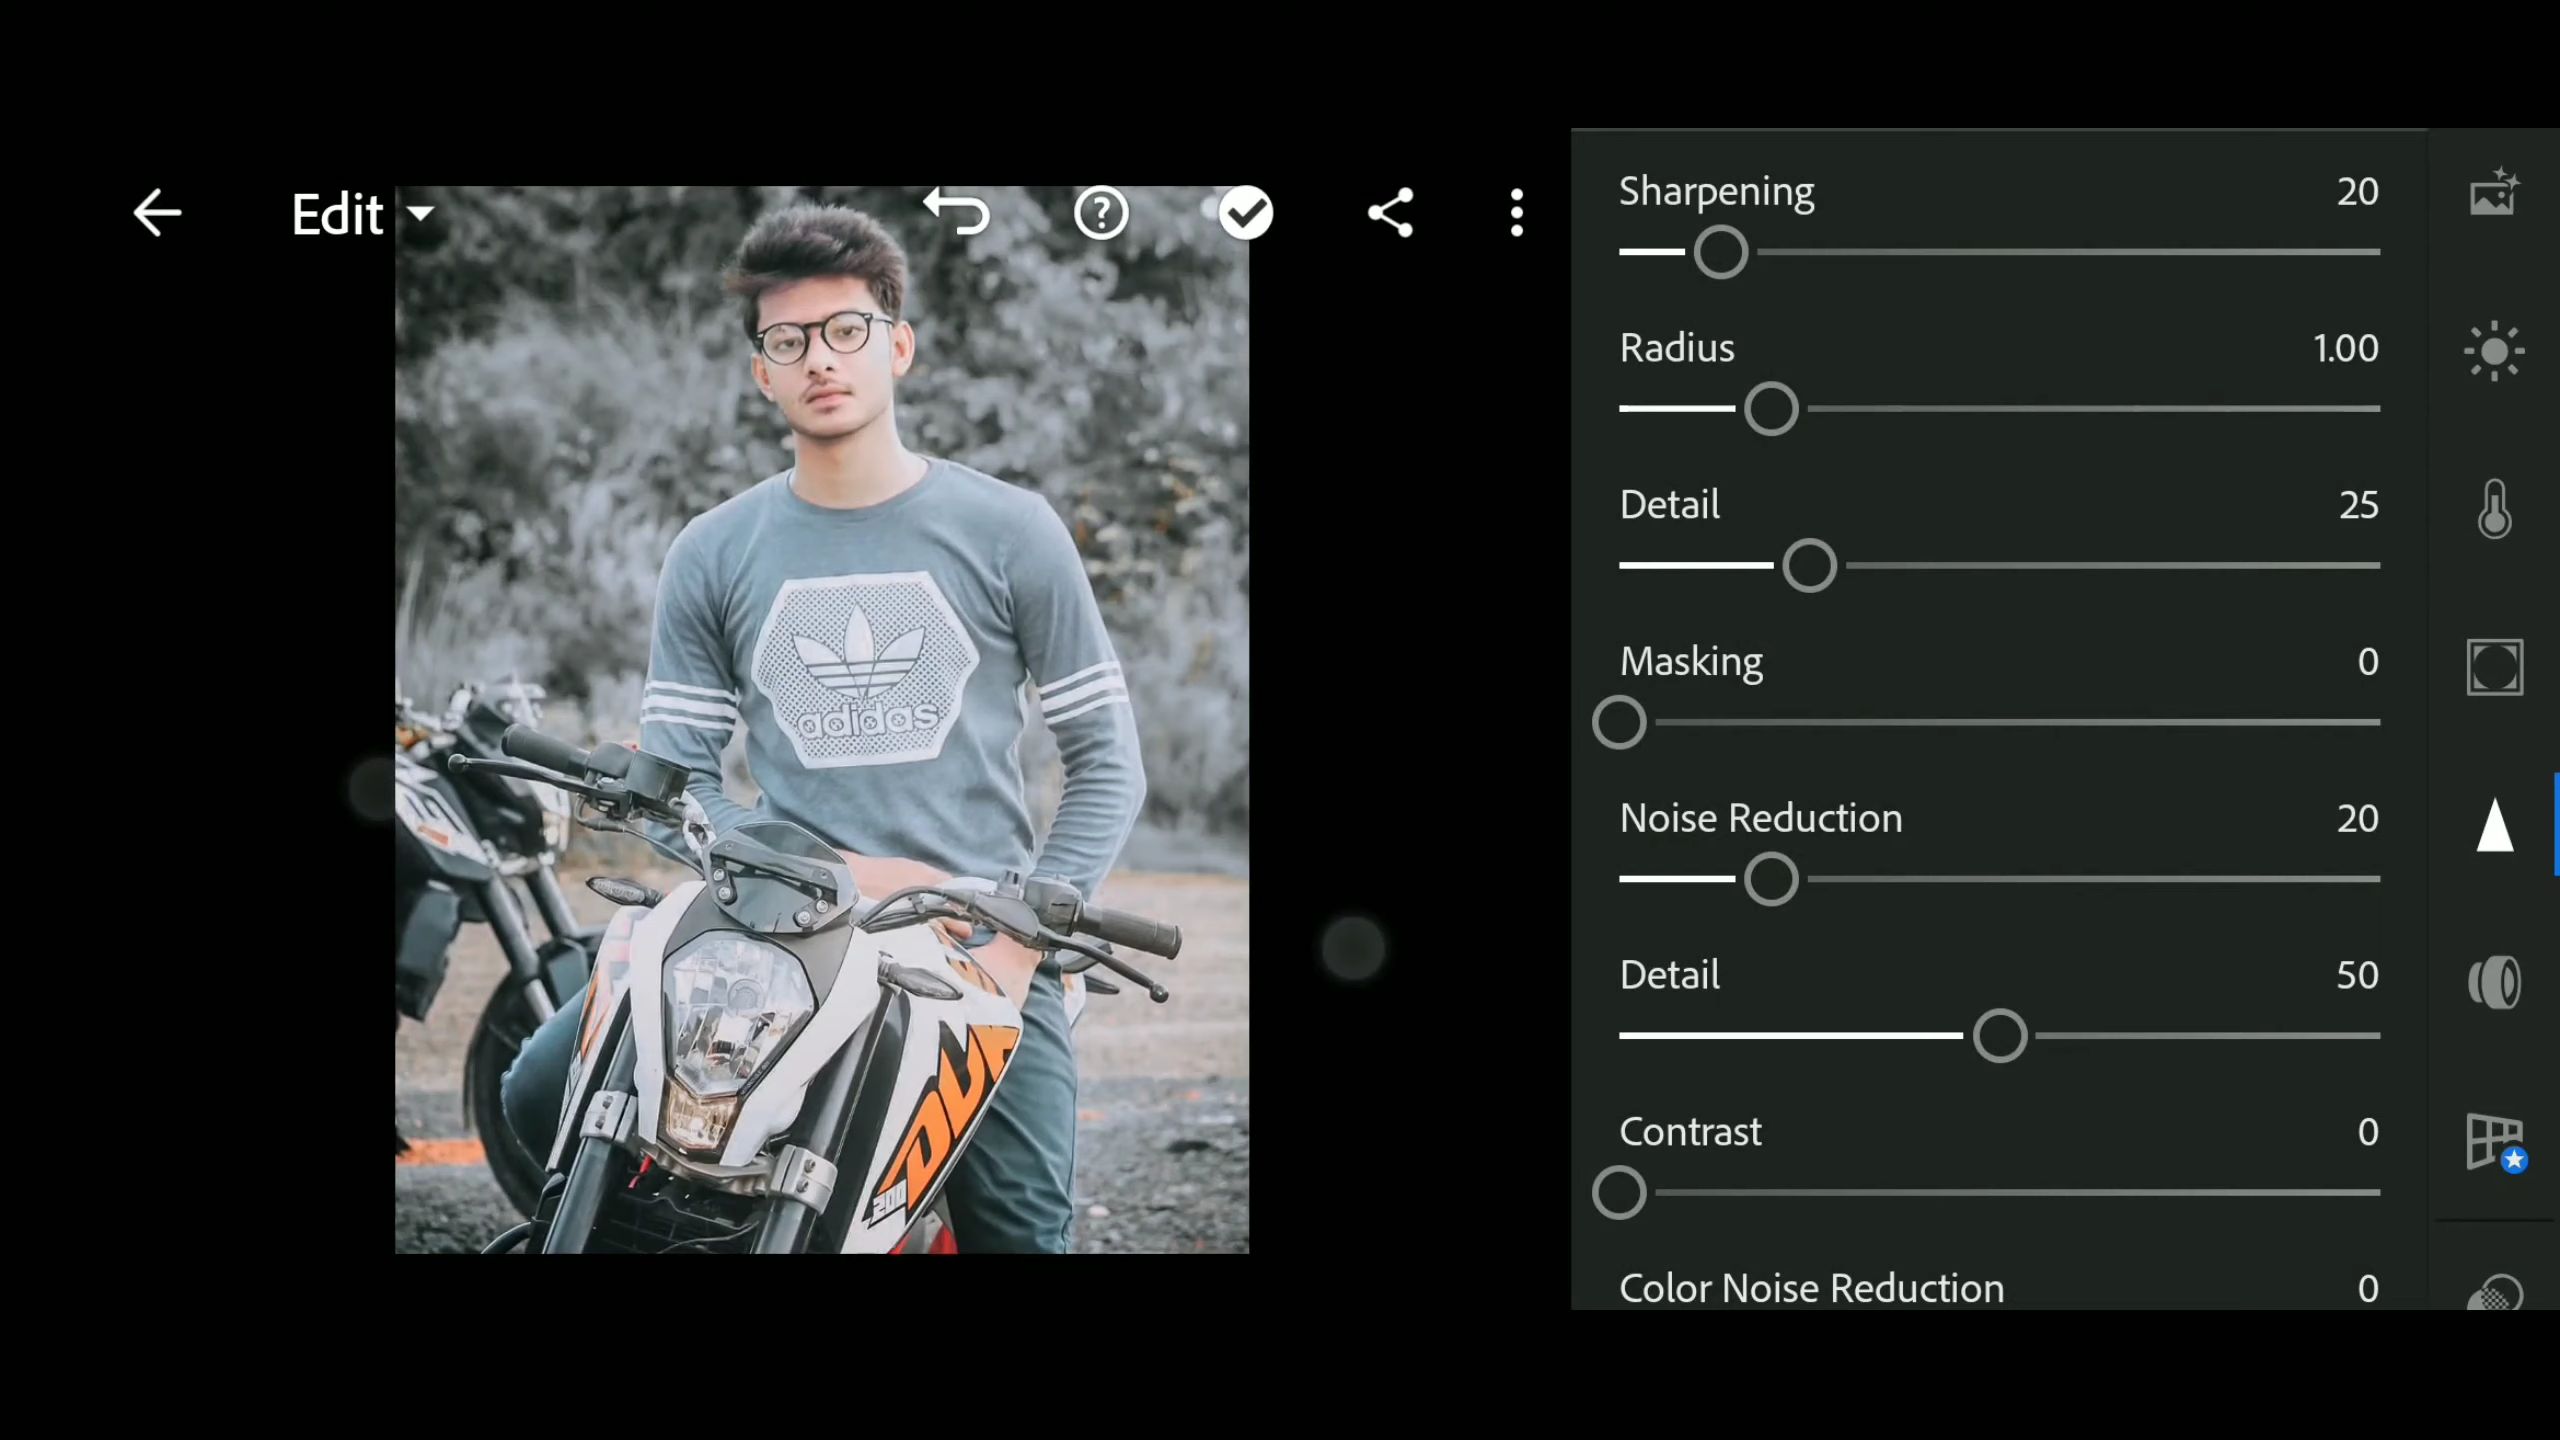 Edit
Sharpening 20
Radius 1.00
Detail 25
Masking 0
Noise Reduction 20
Detail 50
Contrast 0
Color Noise Reduction 0
adidas
200